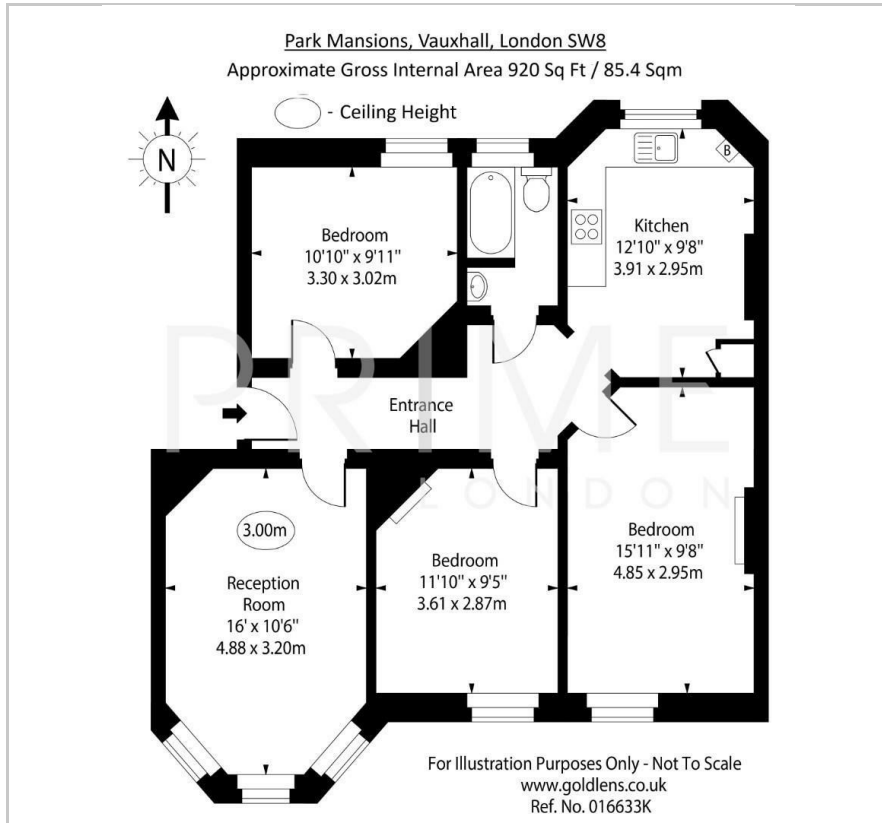 Park Mansions, Vauxhall, London SW8
Approximate Gross Internal Area 920 Sq Ft / 85.4 Sqm
- Ceiling Height
N
B
Bedroom
10'10" x 9'11"
3.30 x 3.02m
Kitchen
12'10" x 9'8"
3.91 x 2.95m
PRIME
LONDON
Entrance
Hall
3.00m
Reception
Room
16' x 10'6"
4.88 x 3.20m
Bedroom
11'10" x 9'5"
3.61 x 2.87m
Bedroom
15'11" x 9'8"
4.85 x 2.95m
For Illustration Purposes Only - Not To Scale
www.goldlens.co.uk
Ref. No. 016633K